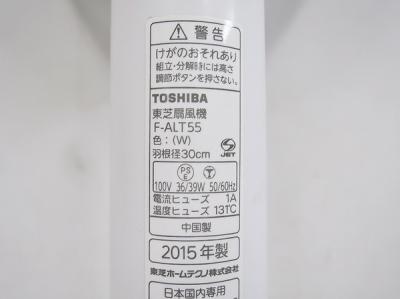 ⚠ 警告
けがのおそれあり
組立・分解時には高さ
調節ボタンを押さない。
TOSHIBA
東芝扇風機
F-ALT55
色:(W)
羽根径30cm
JET
PS
E
100V 36/39W 50/60Hz
電流ヒューズ 1A
温度ヒューズ 131℃
中国製
2015年製
東芝ホームテクノ株式会社
日本国内専用